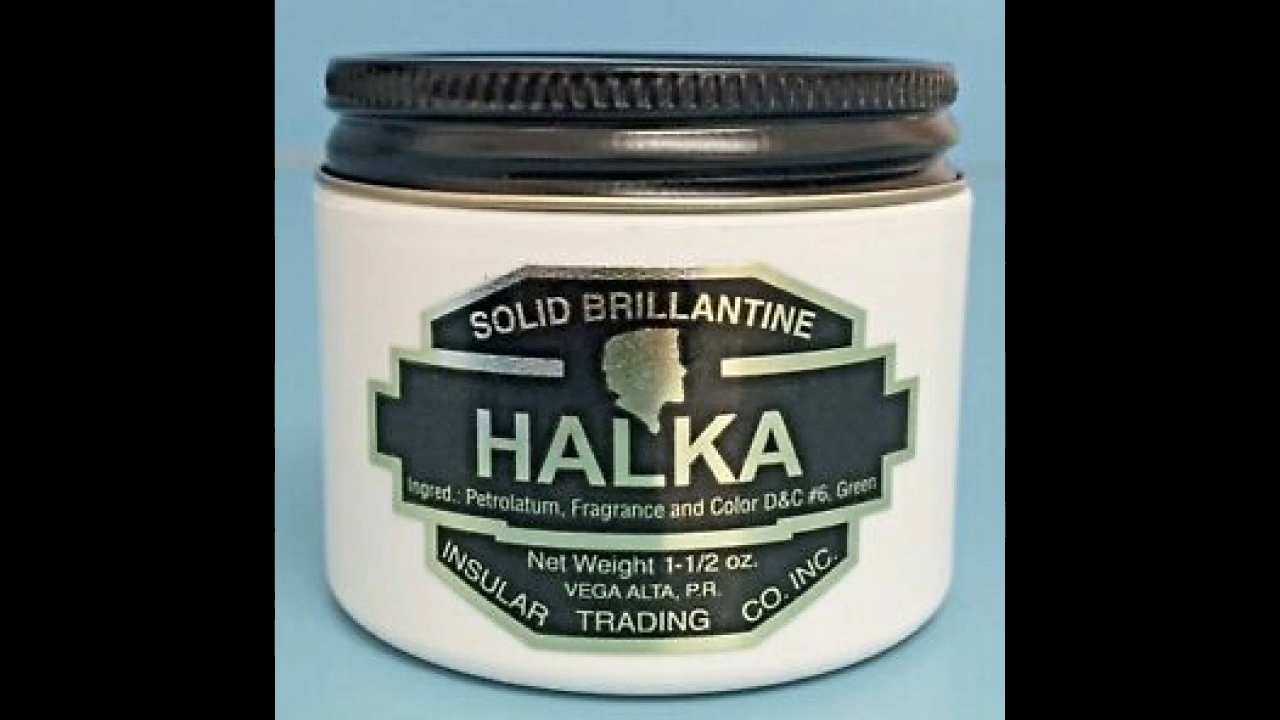 SOLID BRILLANTINE
HALKA
Ingred.: Petrolatum, Fragrance and Color D&C #6, Green
Net Weight 1-1/2 oz.
VEGA ALTA, P.R.
INSULAR TRADING CO. INC.